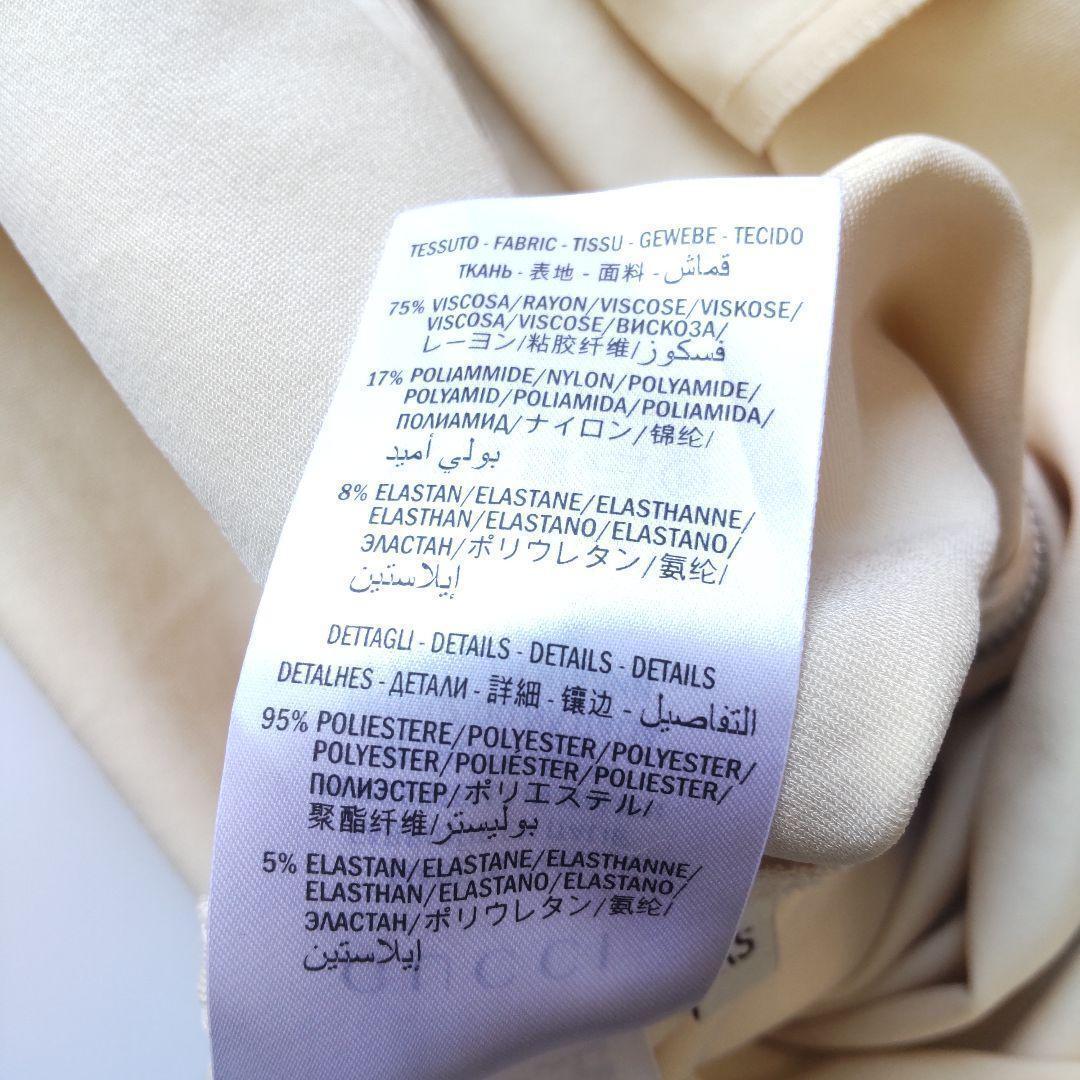 TESSUTO - FABRIC - TISSU - GEWEBE - TECIDO
ТКАНЬ - 表地 - 面料 - قماش
75% VISCOSA/RAYON/VISCOSE/VISKOSE/
VISCOSA/VISCOSE/ВИСКОЗА/
レーヨン/粘胶纤维/فسكوز
17% POLIAMMIDE/NYLON/POLYAMIDE/
POLYAMID/POLIAMIDA/POLIAMIDA/
ПОЛИАМИД/ナイロン/锦纶/
بولي أميد
8% ELASTAN/ELASTANE/ELASTHANNE/
ELASTHAN/ELASTANO/ELASTANO/
ЭЛАСТАН/ポリウレタン/氨纶/
إيلاستين
DETTAGLI - DETAILS - DETAILS - DETAILS
DETALHES - ДЕТАЛИ - 詳細 - 镶边 - التفاصيل
95% POLIESTERE/POLYESTER/POLYESTER/
POLYESTER/POLIÉSTER/POLIESTER/
ПОЛИЭСТЕР/ポリエステル/
聚酯纤维/بوليستر
5% ELASTAN/ELASTANE/ELASTHANNE/
ELASTHAN/ELASTANO/ELASTANO/
ЭЛАСТАН/ポリウレタン/氨纶/
إيلاستين